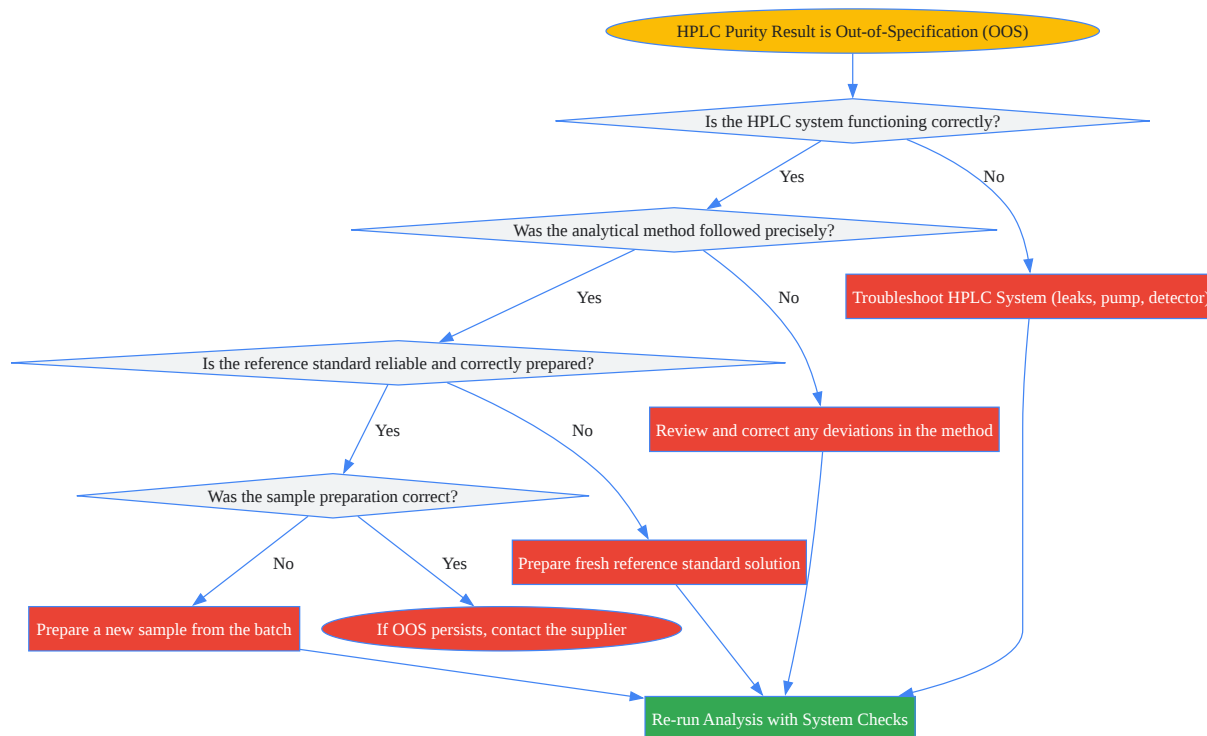 HPLC Purity Result is Out-of-Specification (OOS)
Is the HPLC system functioning correctly?
Yes
No
Was the analytical method followed precisely?
Troubleshoot HPLC System (leaks, pump, detector)
Yes
No
Is the reference standard reliable and correctly prepared?
Review and correct any deviations in the method
Yes
No
Was the sample preparation correct?
Prepare fresh reference standard solution
No
Yes
Prepare a new sample from the batch
If OOS persists, contact the supplier
Re-run Analysis with System Checks